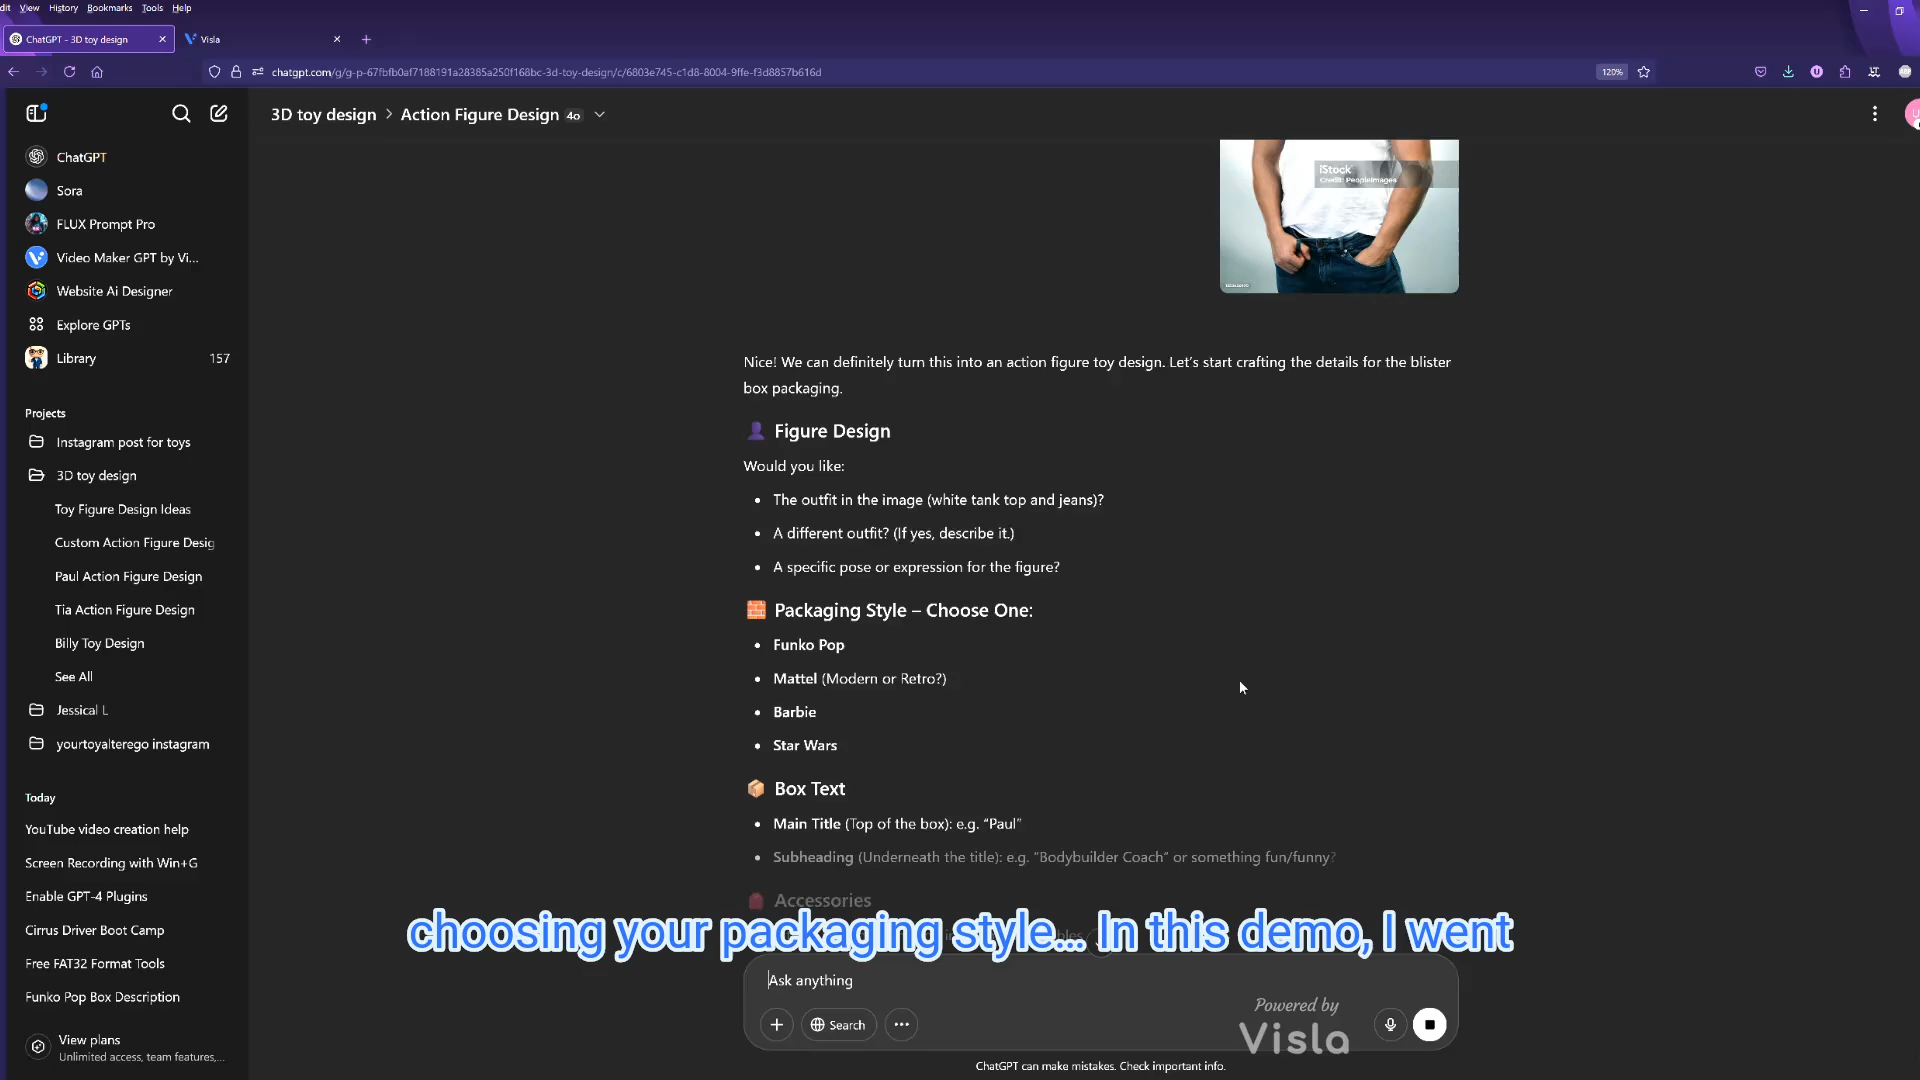 dit View History Bookmarks Tools Help
ChatGPT - 3D toy design
Visla
chatgpt.com/g/g-p-67fbfb0af7188191a28385a250f168bc-3d-toy-design/c/6803e745-c1d8-8004-9ffe-f3d8857b616d
120%
3D toy design > Action Figure Design 4o
ChatGPT
Sora
FLUX Prompt Pro
Video Maker GPT by Vi...
Website Ai Designer
Explore GPTs
Library 157
Projects
Instagram post for toys
3D toy design
Toy Figure Design Ideas
Custom Action Figure Desig
Paul Action Figure Design
Tia Action Figure Design
Billy Toy Design
See All
Jessical L
yourtoyalterego instagram
Today
YouTube video creation help
Screen Recording with Win+G
Enable GPT-4 Plugins
Cirrus Driver Boot Camp
Free FAT32 Format Tools
Funko Pop Box Description
View plans
Unlimited access, team features,...
iStock
Credit: PeopleImages
Nice! We can definitely turn this into an action figure toy design. Let's start crafting the details for the blister
box packaging.
Figure Design
Would you like:
• The outfit in the image (white tank top and jeans)?
• A different outfit? (If yes, describe it.)
• A specific pose or expression for the figure?
Packaging Style – Choose One:
• Funko Pop
• Mattel (Modern or Retro?)
• Barbie
• Star Wars
Box Text
• Main Title (Top of the box): e.g. "Paul"
• Subheading (Underneath the title): e.g. "Bodybuilder Coach" or something fun/funny?
Accessories
choosing your packaging style... In this demo, I went
Ask anything
Search
Powered by
Visla
ChatGPT can make mistakes. Check important info.